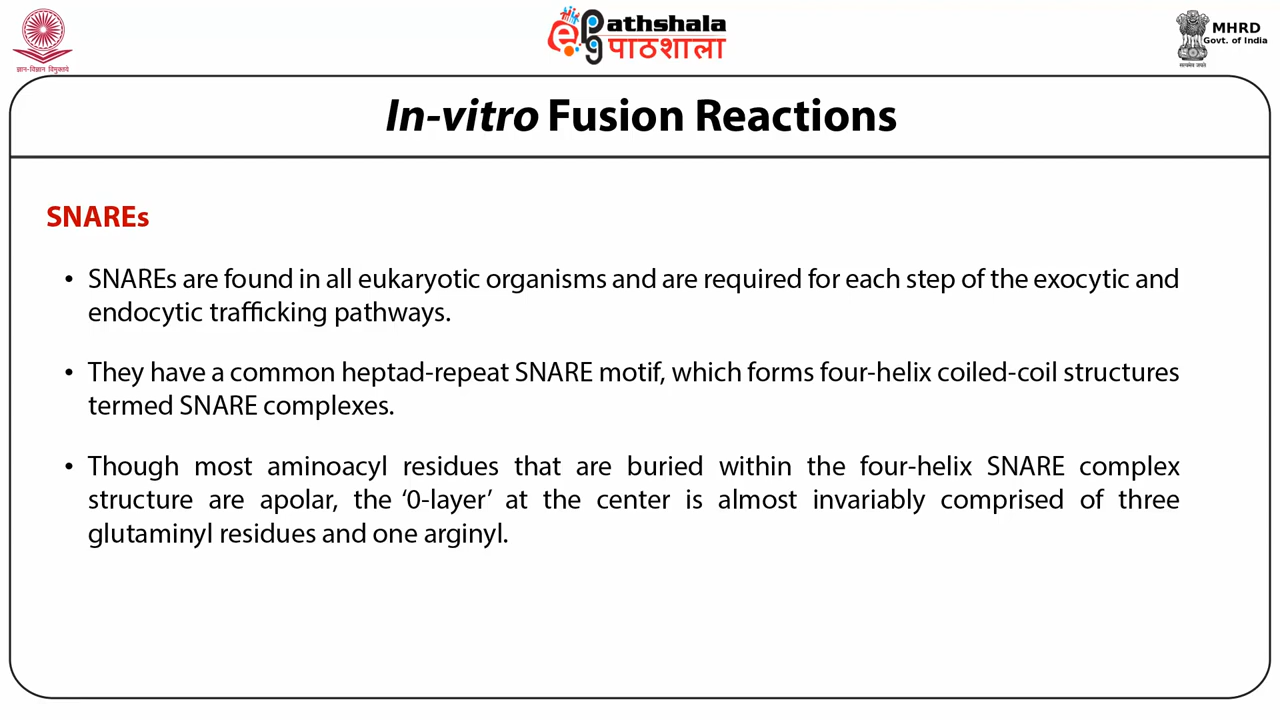 ज्ञान-विज्ञान विमुक्तये
ePathshala
पाठशाला
MHRD
Govt. of India
सत्यमेव जयते
In-vitro Fusion Reactions
SNAREs
• SNAREs are found in all eukaryotic organisms and are required for each step of the exocytic and
endocytic trafficking pathways.
• They have a common heptad-repeat SNARE motif, which forms four-helix coiled-coil structures
termed SNARE complexes.
• Though most aminoacyl residues that are buried within the four-helix SNARE complex
structure are apolar, the ‘0-layer’ at the center is almost invariably comprised of three
glutaminyl residues and one arginyl.